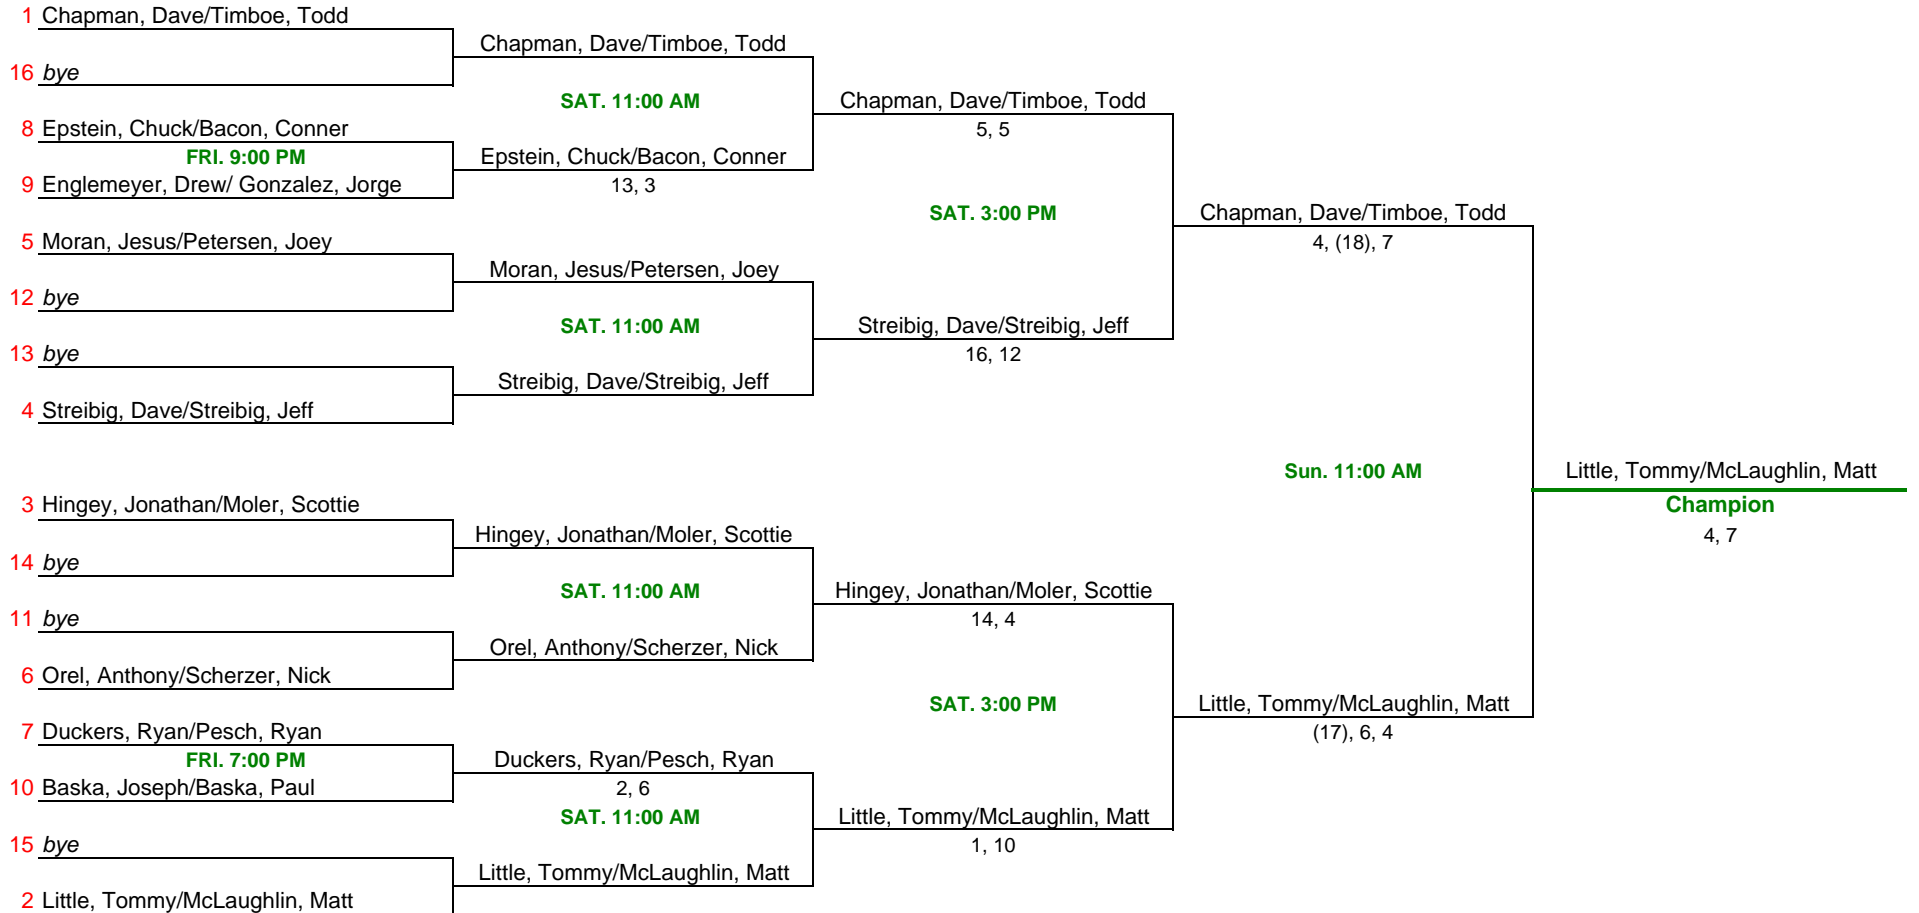 1 Chapman, Dave/Timboe, Todd
Chapman, Dave/Timboe, Todd
16 bye
SAT. 11:00 AM
Chapman, Dave/Timboe, Todd
5, 5
8 Epstein, Chuck/Bacon, Conner
FRI. 9:00 PM
Epstein, Chuck/Bacon, Conner
13, 3
9 Englemeyer, Drew/ Gonzalez, Jorge
SAT. 3:00 PM
Chapman, Dave/Timboe, Todd
4, (18), 7
5 Moran, Jesus/Petersen, Joey
Moran, Jesus/Petersen, Joey
12 bye
SAT. 11:00 AM
Streibig, Dave/Streibig, Jeff
16, 12
13 bye
Streibig, Dave/Streibig, Jeff
4 Streibig, Dave/Streibig, Jeff
Sun. 11:00 AM
Little, Tommy/McLaughlin, Matt
Champion
4, 7
3 Hingey, Jonathan/Moler, Scottie
Hingey, Jonathan/Moler, Scottie
14 bye
SAT. 11:00 AM
Hingey, Jonathan/Moler, Scottie
14, 4
11 bye
Orel, Anthony/Scherzer, Nick
6 Orel, Anthony/Scherzer, Nick
SAT. 3:00 PM
Little, Tommy/McLaughlin, Matt
(17), 6, 4
7 Duckers, Ryan/Pesch, Ryan
FRI. 7:00 PM
Duckers, Ryan/Pesch, Ryan
2, 6
10 Baska, Joseph/Baska, Paul
SAT. 11:00 AM
Little, Tommy/McLaughlin, Matt
1, 10
15 bye
Little, Tommy/McLaughlin, Matt
2 Little, Tommy/McLaughlin, Matt